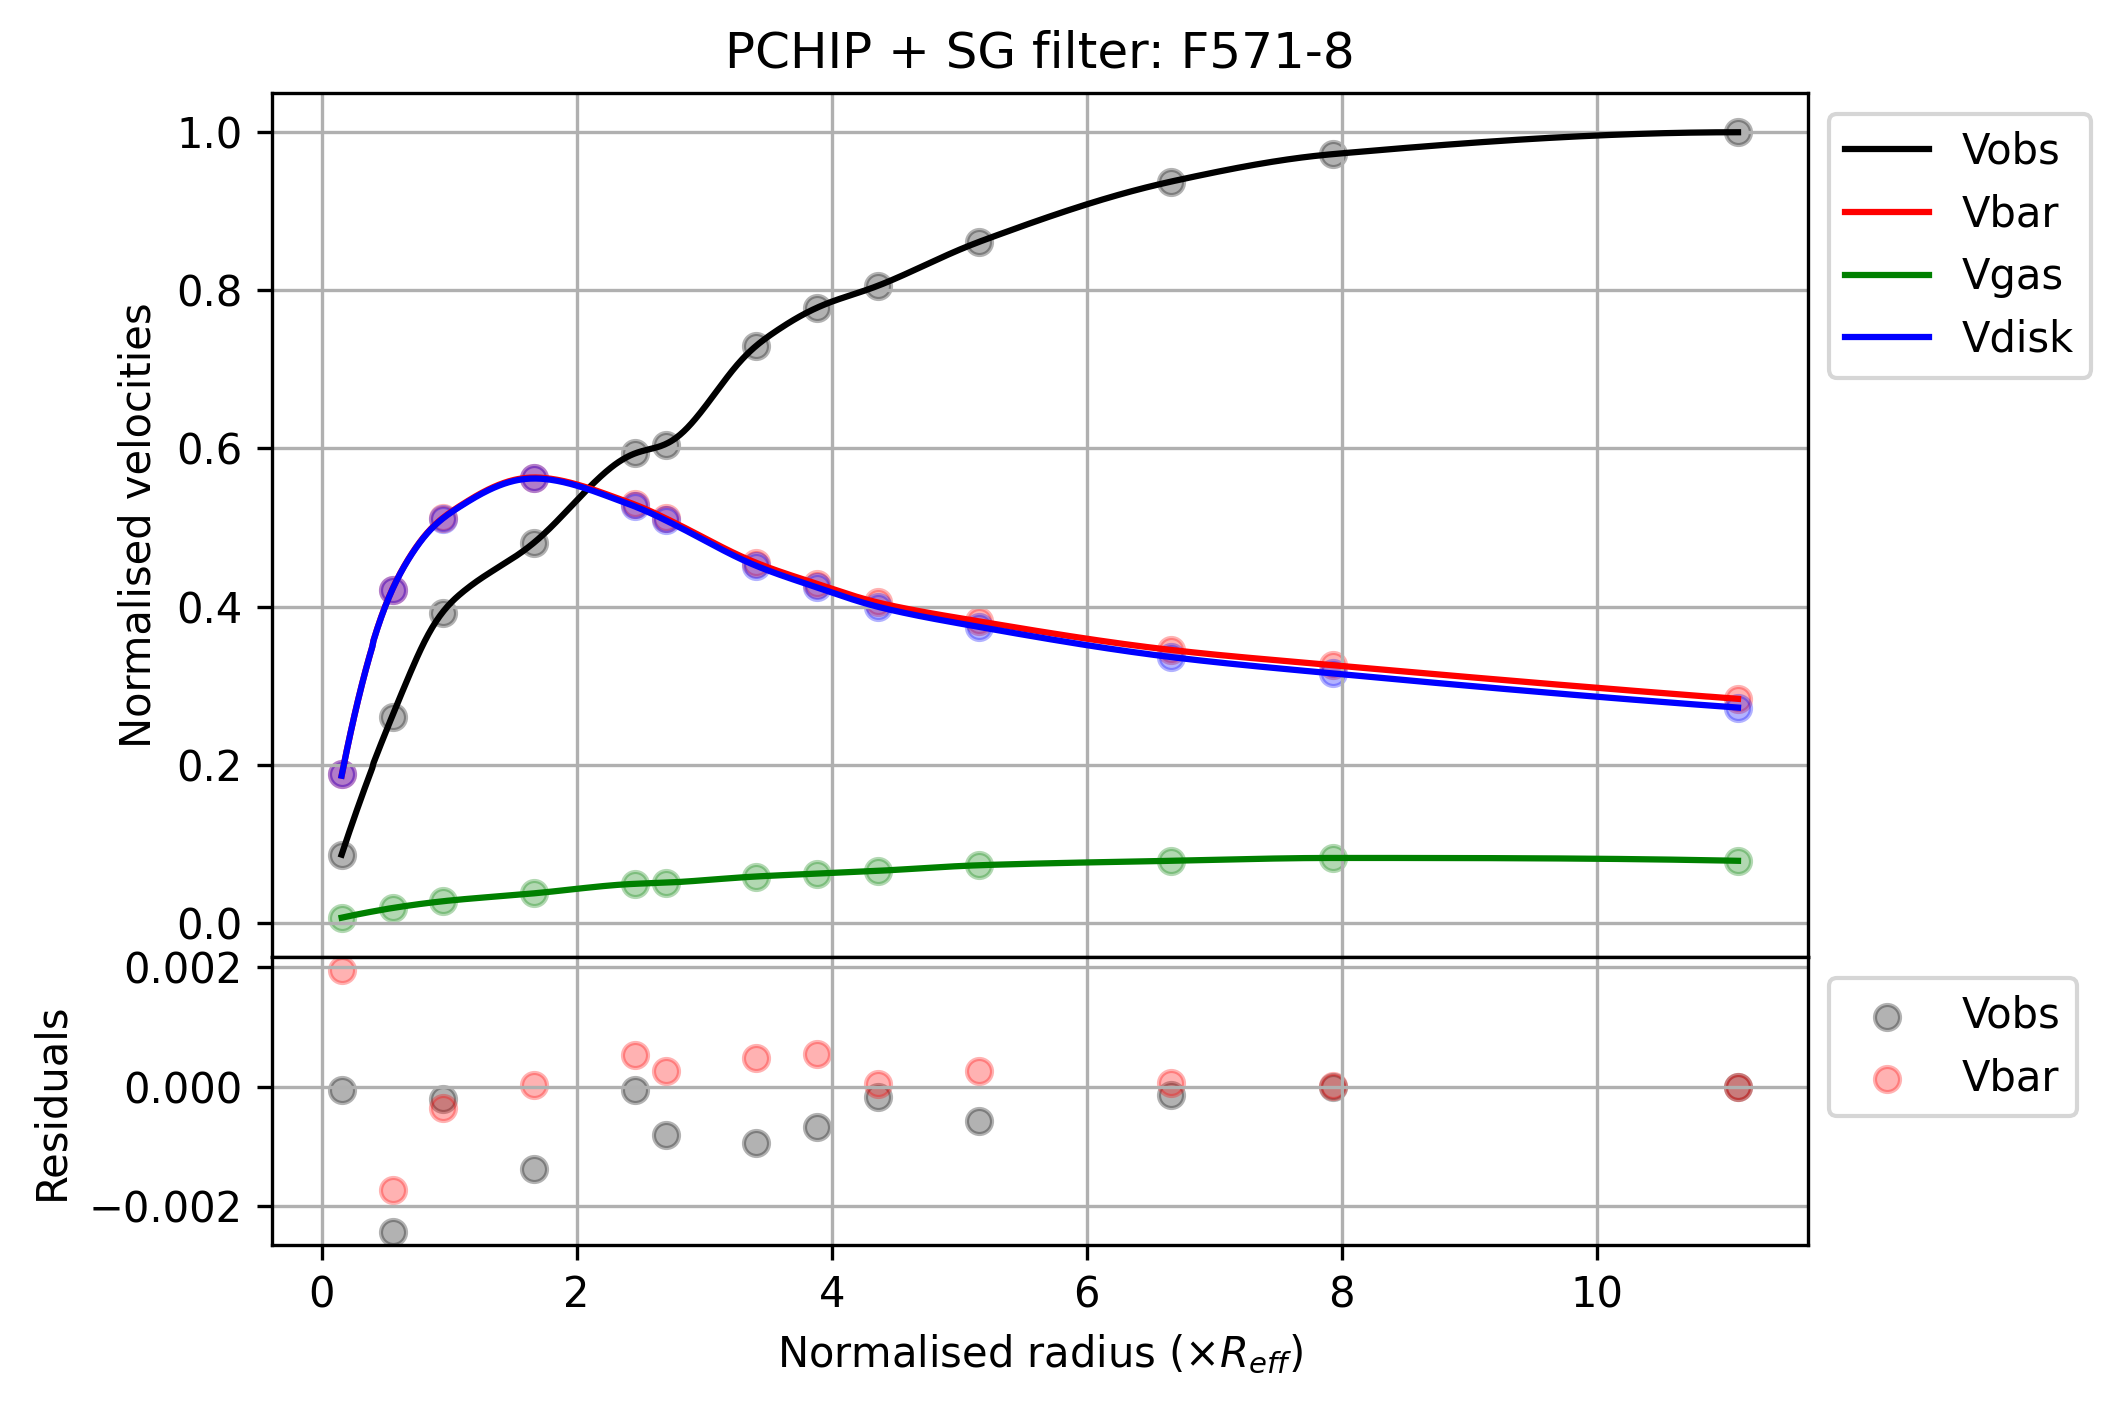 PCHIP + SG filter: F571-8
Normalised velocities
1.0
0.8
0.6
0.4
0.2
0.0
Vobs
Vbar
Vgas
Vdisk
Residuals
0.002
0.000
−0.002
Vobs
Vbar
0 2 4 6 8 10
Normalised radius (×R_eff)